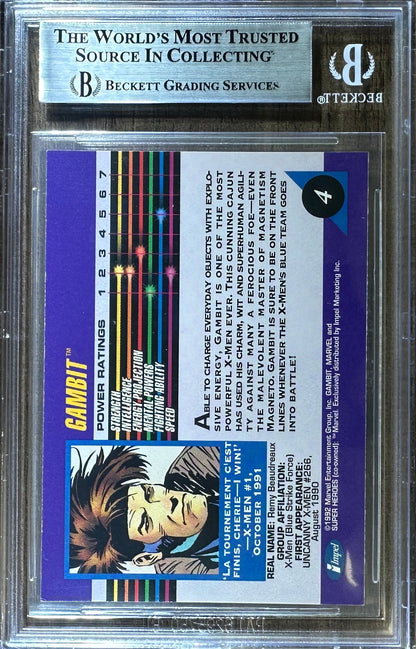 THE WORLD'S MOST TRUSTED
SOURCE IN COLLECTING™
B BECKETT GRADING SERVICES
B
BECKETT®
GAMBIT™
POWER RATINGS 1 2 3 4 5 6 7
STRENGTH
ENERGY PROJECTION
MENTAL POWERS
FIGHTING ABILITY
SPEED
"LA TOURNEMENT C'EST
FINIS, CHERIE—I WIN!"
—X-MEN #1,
OCTOBER 1991
REAL NAME: Remy Beaudreaux
GROUP AFFILIATION:
X-Men (Blue Strike Force)
FIRST APPEARANCE:
UNCANNY X-MEN #266,
August 1990
ABLE TO CHARGE EVERYDAY OBJECTS WITH EXPLO-
SIVE ENERGY, GAMBIT IS ONE OF THE MOST
POWERFUL X-MEN EVER. THIS CUNNING CAJUN
HAS USED HIS CHARM, WIT AND SUPERHUMAN AGILI-
TY AGAINST MANY A FEROCIOUS FOE—EVEN
THE MALEVOLENT MASTER OF MAGNETISM
MAGNETO. GAMBIT IS SURE TO BE ON THE FRONT
LINES WHENEVER THE X-MEN'S BLUE TEAM GOES
INTO BATTLE!
4
impel
©1992 Marvel Entertainment Group, Inc. GAMBIT, MARVEL and
SUPER HEROES (co-owned): ™ Marvel. Exclusively distributed by Impel Marketing Inc.